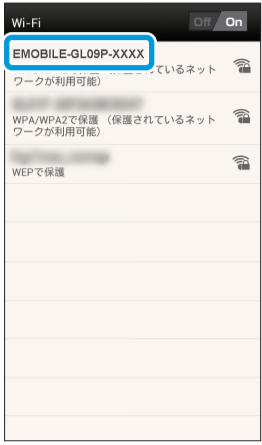 Wi-Fi
Off On
EMOBILE-GL09P-XXXX
ているネット
ワークが利用可能）
WPA/WPA2で保護 （保護されているネット
ワークが利用可能）
WEPで保護